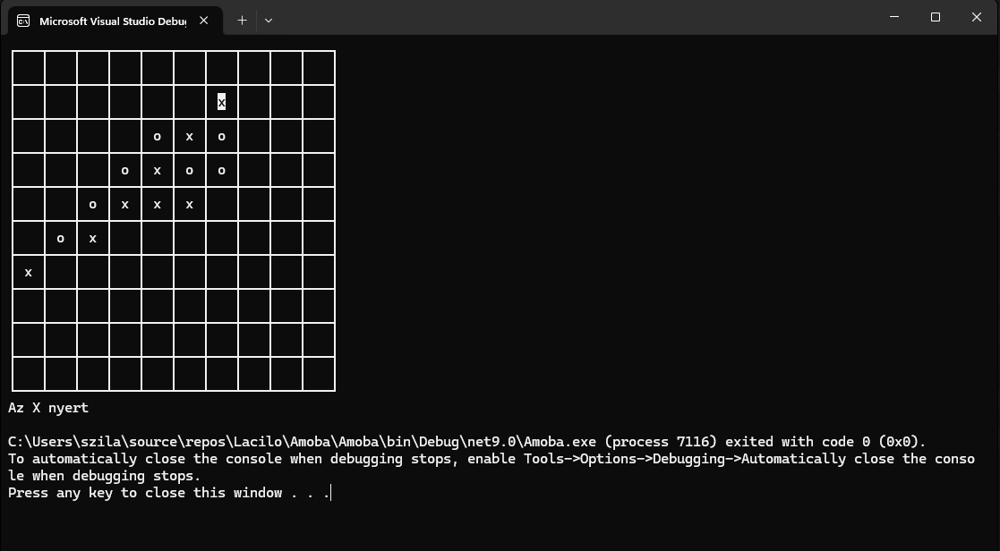 Microsoft Visual Studio Debug
x
o x o
o x o o
o x x x
o x
x
Az X nyert
C:\Users\szila\source\repos\Lacilo\Amoba\Amoba\bin\Debug\net9.0\Amoba.exe (process 7116) exited with code 0 (0x0).
To automatically close the console when debugging stops, enable Tools->Options->Debugging->Automatically close the conso
le when debugging stops.
Press any key to close this window . . .